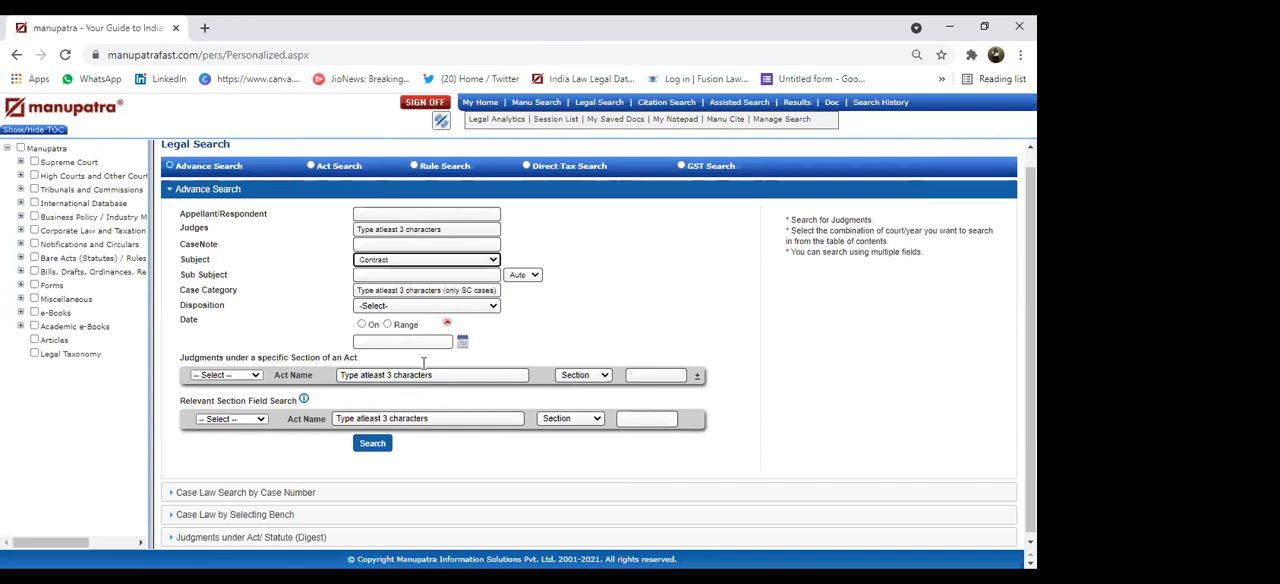 manupatra - Your Guide to India
manupatrafast.com/pers/Personalized.aspx
Apps WhatsApp LinkedIn https://www.canva.... JioNews: Breaking... (20) Home / Twitter India Law Legal Dat... Log in | Fusion Law... Untitled form - Goo... » Reading list
manupatra® SIGN OFF My Home | Manu Search | Legal Search | Citation Search | Assisted Search | Results | Doc | Search History
Legal Analytics | Session List | My Saved Docs | My Notepad | Manu Cite | Manage Search
Show/Hide TOC
Manupatra
Supreme Court
High Courts and Other Court
Tribunals and Commissions
International Database
Business Policy / Industry M
Corporate Law and Taxation
Notifications and Circulars
Bare Acts (Statutes) / Rules
Bills, Drafts, Ordinances, Re
Forms
Miscellaneous
e-Books
Academic e-Books
Articles
Legal Taxonomy
Legal Search
Advance Search Act Search Rule Search Direct Tax Search GST Search
Advance Search
Appellant/Respondent
Judges Type atleast 3 characters
CaseNote
Subject Contract
Sub Subject Auto
Case Category Type atleast 3 characters (only SC cases)
Disposition -Select-
Date On Range
Judgments under a specific Section of an Act
-- Select -- Act Name Type atleast 3 characters Section ±
Relevant Section Field Search
-- Select -- Act Name Type atleast 3 characters Section
Search
* Search for Judgments.
* Select the combination of court/year you want to search
in from the table of contents.
* You can search using multiple fields.
Case Law Search by Case Number
Case Law by Selecting Bench
Judgments under Act/ Statute (Digest)
© Copyright Manupatra Information Solutions Pvt. Ltd. 2001-2021. All rights reserved.